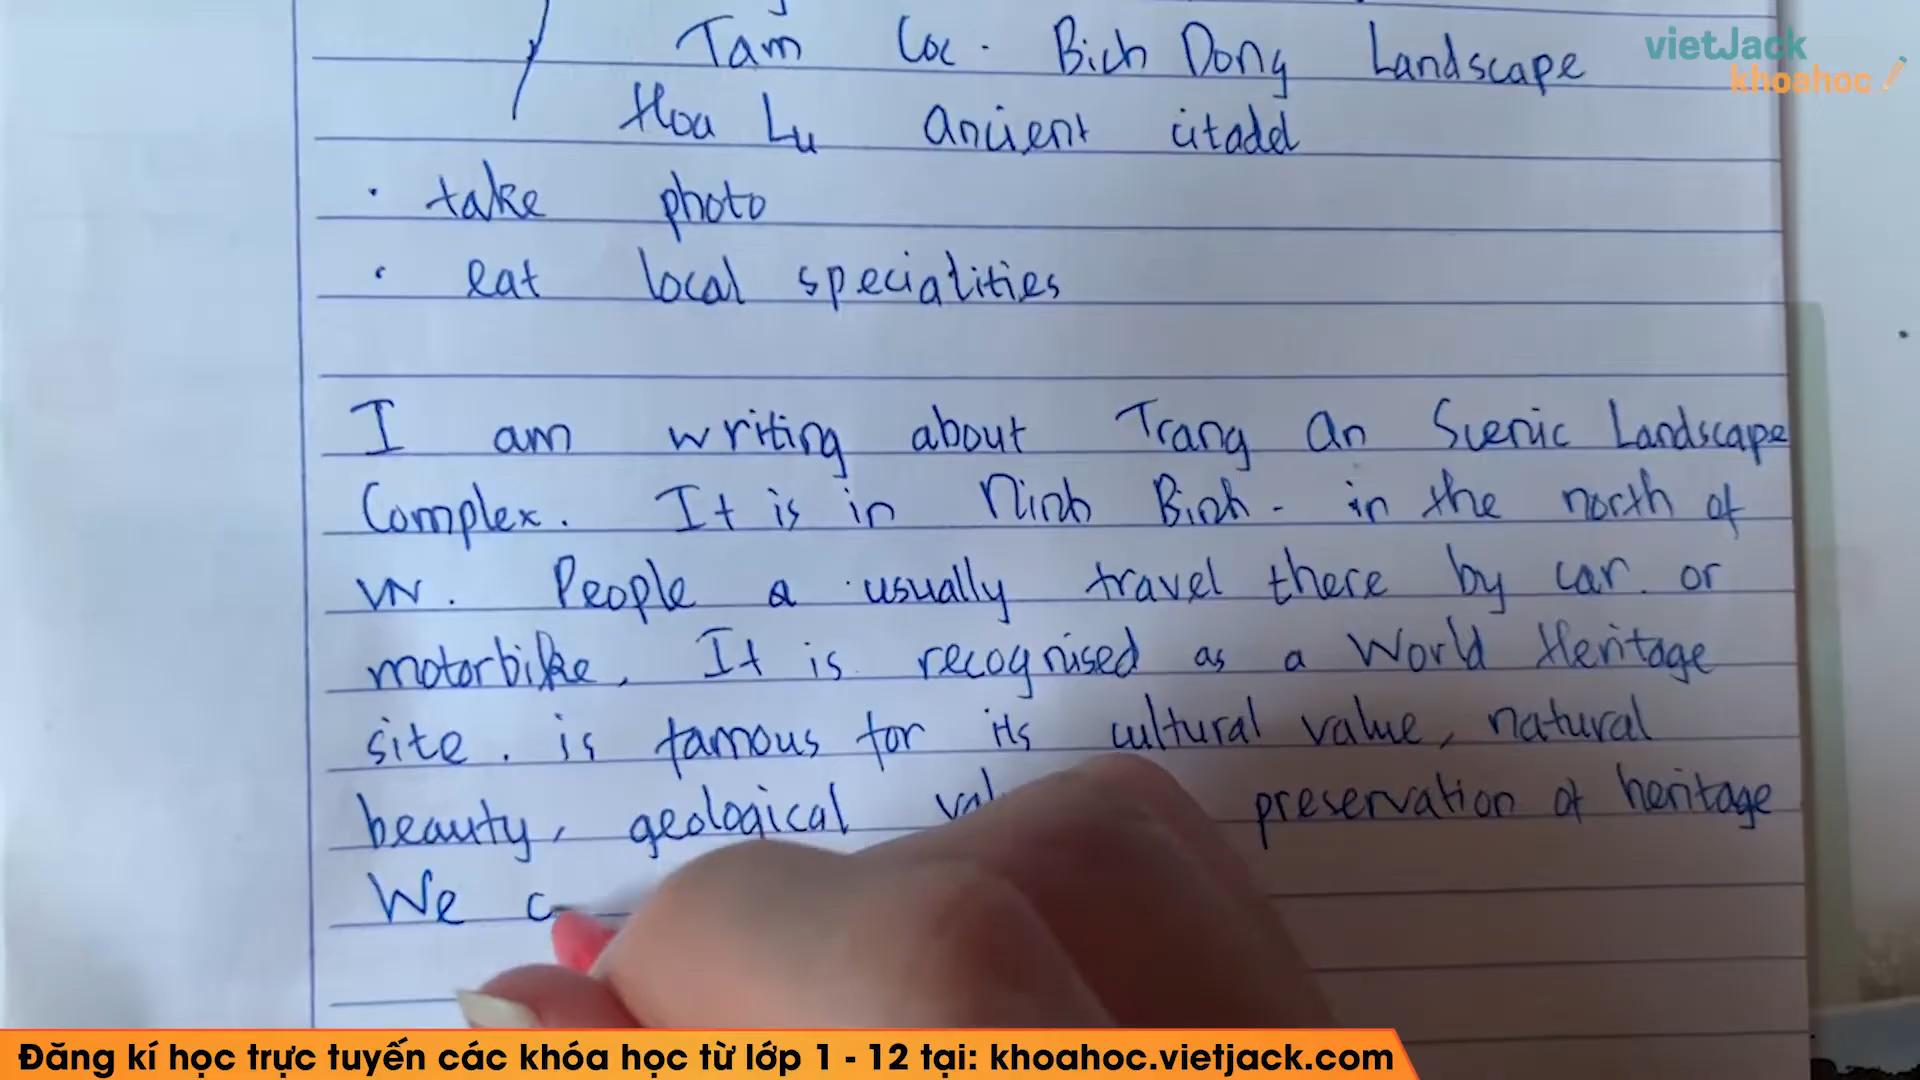 Tam Coc - Bich Dong Landscape
Hoa Lu Ancient citadel
· take photo
· eat local specialities
I am writing about Trang An Scenic Landscape
Complex. It is in Ninh Binh - in the north of
VN. People a usually travel there by car or
motorbike. It is recognised as a World Heritage
site. is famous for its cultural value, natural
beauty, geological preservation of heritage
We
vietJack
khoahoc
Đăng kí học trực tuyến các khóa học từ lớp 1 - 12 tại: khoahoc.vietjack.com